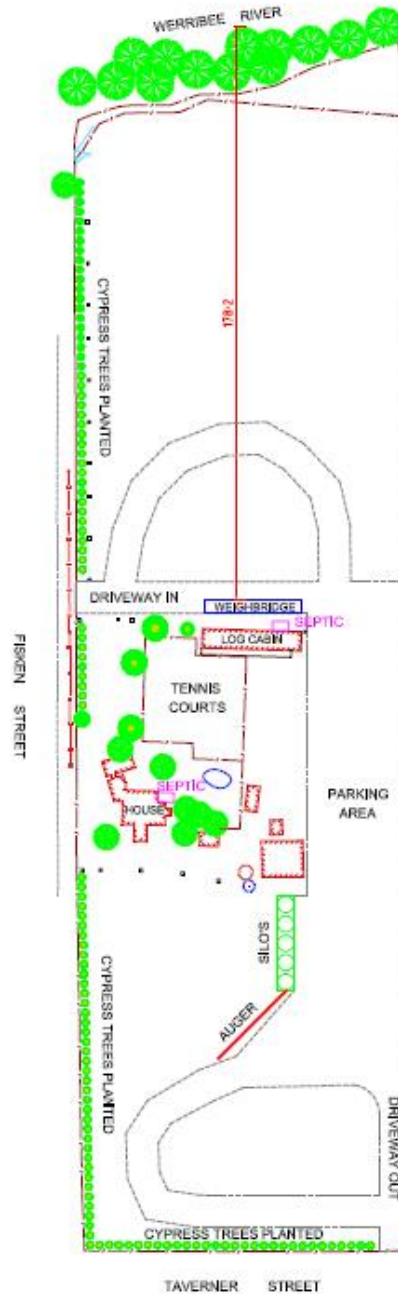 WERRIBEE RIVER
178·2
CYPRESS TREES PLANTED
DRIVEWAY IN
WEIGHBRIDGE
SEPTIC
LOG CABIN
FISKEN STREET
TENNIS
COURTS
SEPTIC
HOUSE
PARKING
AREA
SILO'S
CYPRESS TREES PLANTED
AUGER
DRIVEWAY OUT
CYPRESS TREES PLANTED
TAVERNER STREET